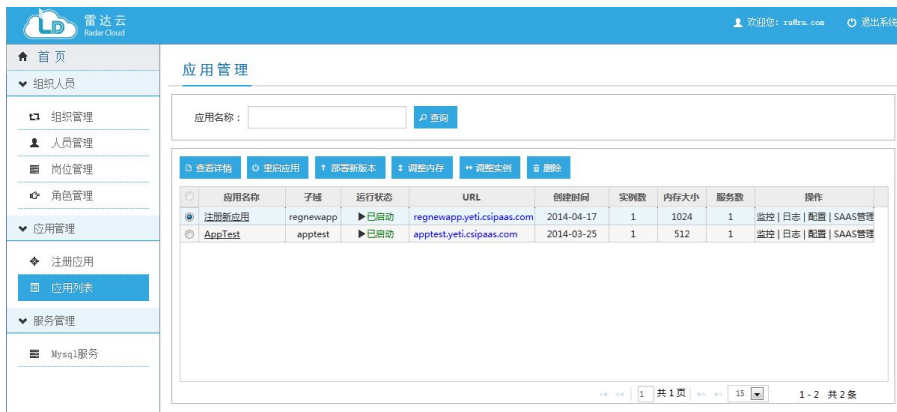 雷达云
Radar Cloud
欢迎您: ra@ra.com 退出系统
首页
组织人员
组织管理
人员管理
岗位管理
角色管理
应用管理
注册应用
应用列表
服务管理
Mysql服务
应用管理
应用名称： 查询
查看详情 重启应用 部署新版本 调整内存 调整实例 删除
应用名称 子域 运行状态 URL 创建时间 实例数 内存大小 服务数 操作
注册新应用 regnewapp ▶已启动 regnewapp.yeti.csipaas.com 2014-04-17 1 1024 1 监控 | 日志 | 配置 | SAAS管理
AppTest apptest ▶已启动 apptest.yeti.csipaas.com 2014-03-25 1 512 1 监控 | 日志 | 配置 | SAAS管理
1 共1页 15 1 - 2 共2条